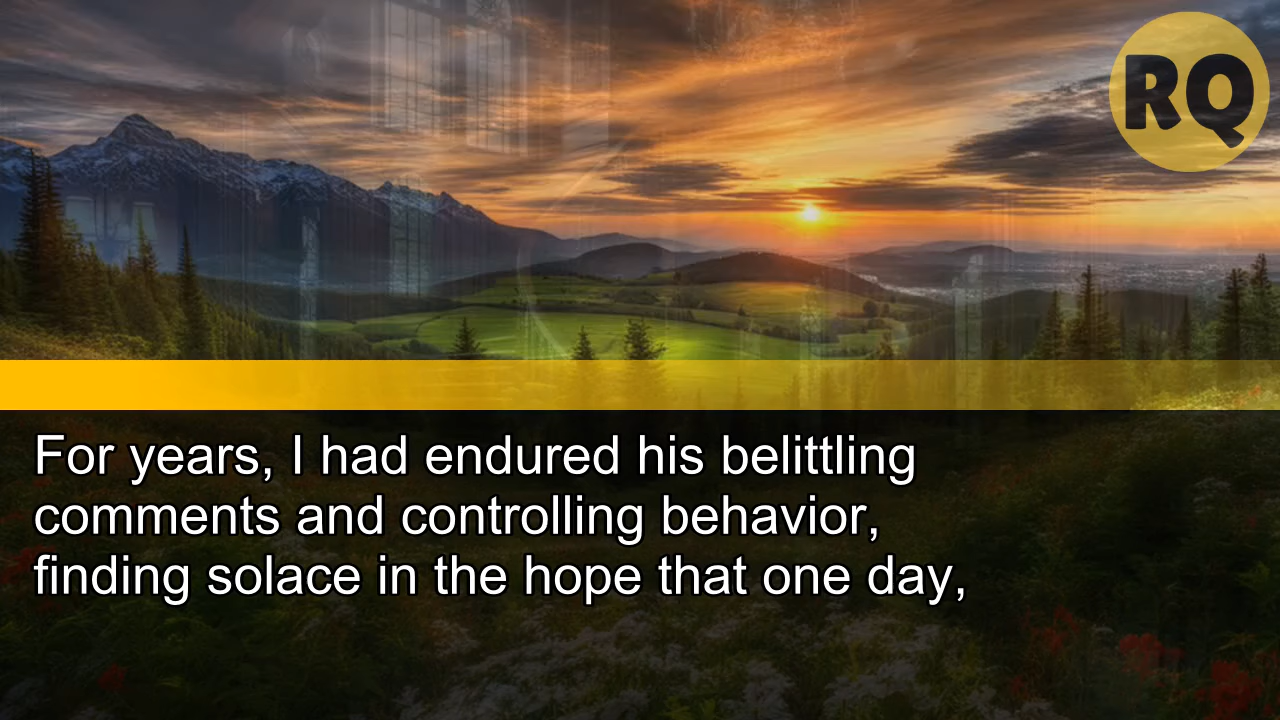 RQ
For years, I had endured his belittling
comments and controlling behavior,
finding solace in the hope that one day,